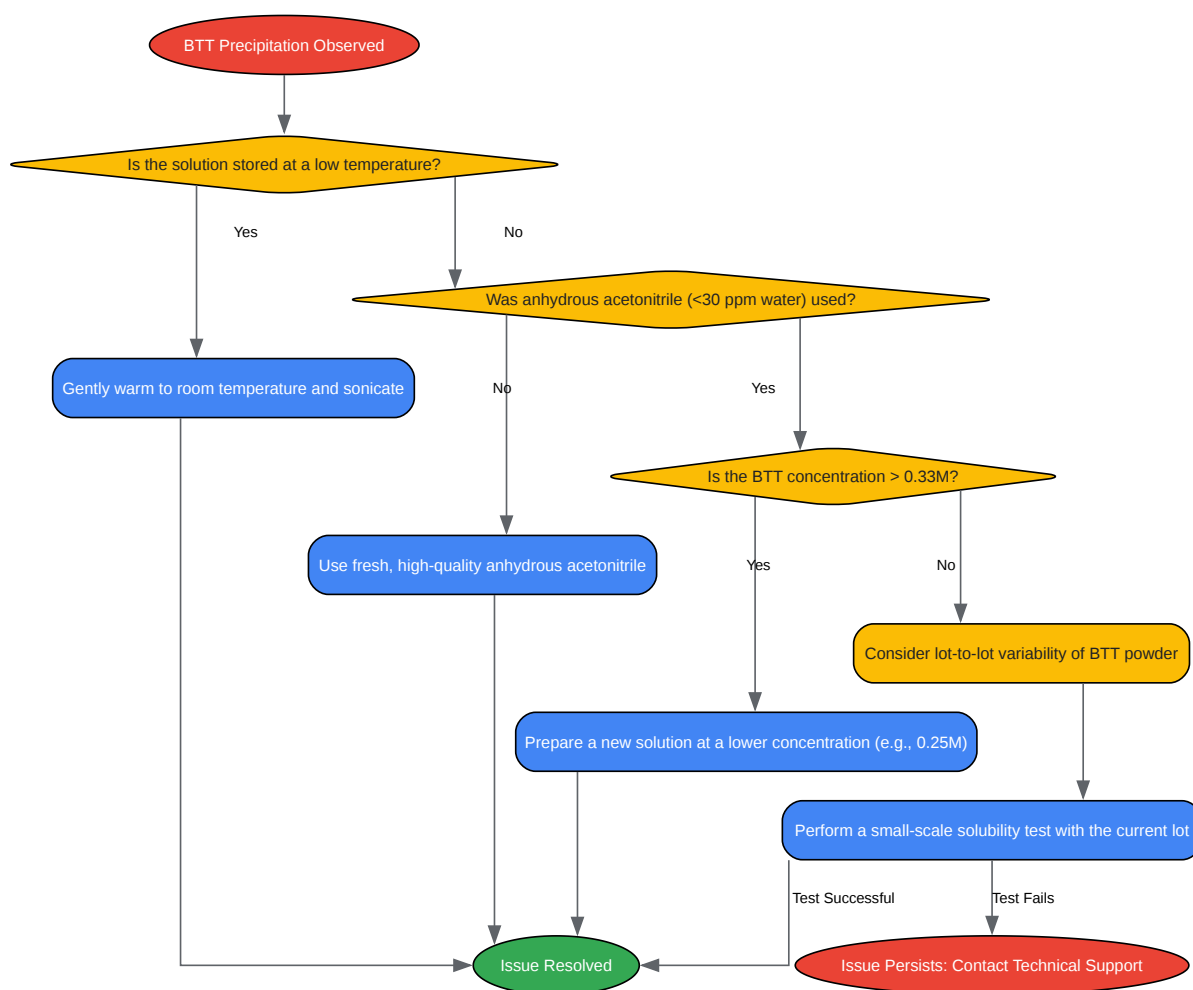 BTT Precipitation Observed
Is the solution stored at a low temperature?
Yes
No
Was anhydrous acetonitrile (<30 ppm water) used?
Gently warm to room temperature and sonicate
No
Yes
Is the BTT concentration > 0.33M?
Use fresh, high-quality anhydrous acetonitrile
Yes
No
Consider lot-to-lot variability of BTT powder
Prepare a new solution at a lower concentration (e.g., 0.25M)
Perform a small-scale solubility test with the current lot
Test Successful
Test Fails
Issue Resolved
Issue Persists: Contact Technical Support